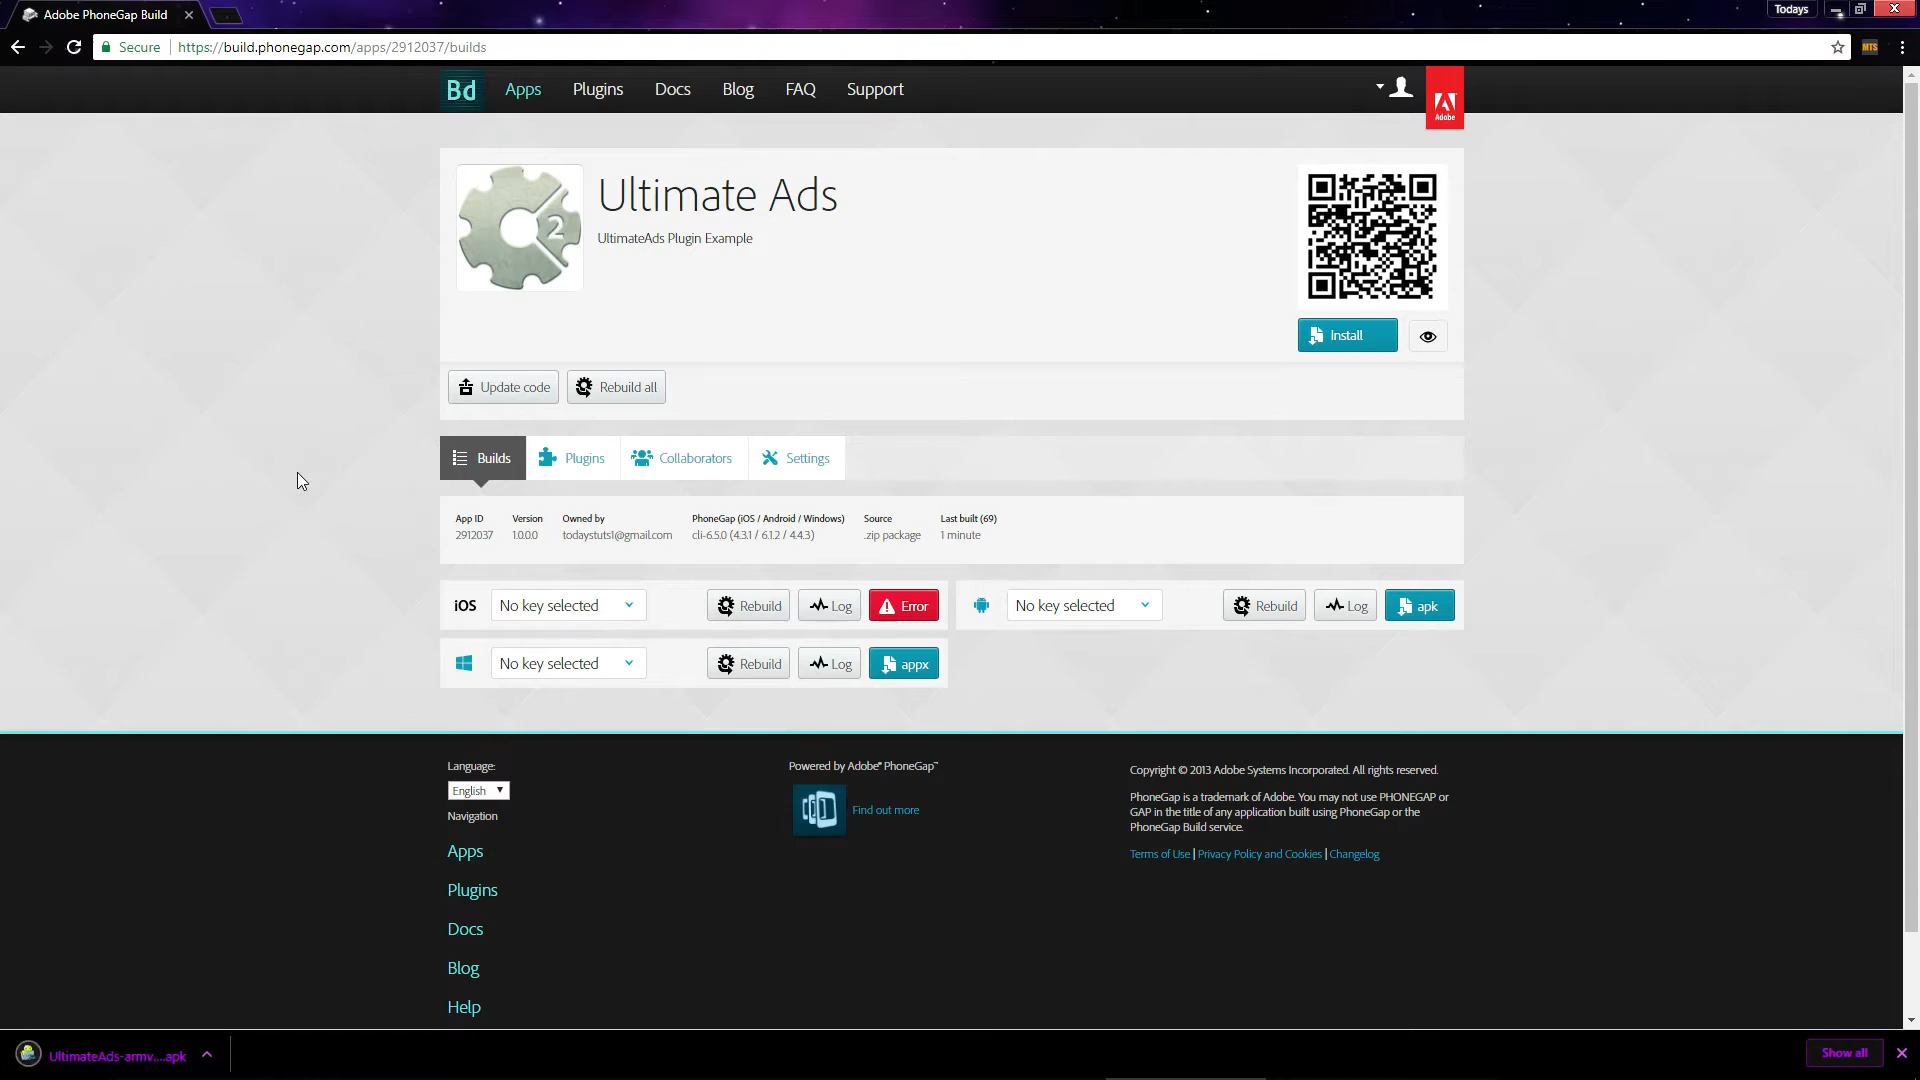 Adobe PhoneGap Build
Todays
Secure
https://build.phonegap.com/apps/2912037/builds
MTS
Bd
Apps
Plugins
Docs
Blog
FAQ
Support
Adobe
2
Ultimate Ads
UltimateAds Plugin Example
Install
Update code
Rebuild all
Builds
Plugins
Collaborators
Settings
App ID
Version
Owned by
PhoneGap (iOS / Android / Windows)
Source
Last built (69)
2912037
1.0.0.0
todaystuts1@gmail.com
cli-6.5.0 (4.3.1 / 6.1.2 / 4.4.3)
.zip package
1 minute
iOS
No key selected
Rebuild
Log
Error
No key selected
Rebuild
Log
apk
No key selected
Rebuild
Log
appx
Language:
English
Navigation
Apps
Plugins
Docs
Blog
Help
Powered by Adobe® PhoneGap™
Find out more
Copyright © 2013 Adobe Systems Incorporated. All rights reserved.
PhoneGap is a trademark of Adobe. You may not use PHONEGAP or
GAP in the title of any application built using PhoneGap or the
PhoneGap Build service.
Terms of Use | Privacy Policy and Cookies | Changelog
UltimateAds-armv....apk
Show all